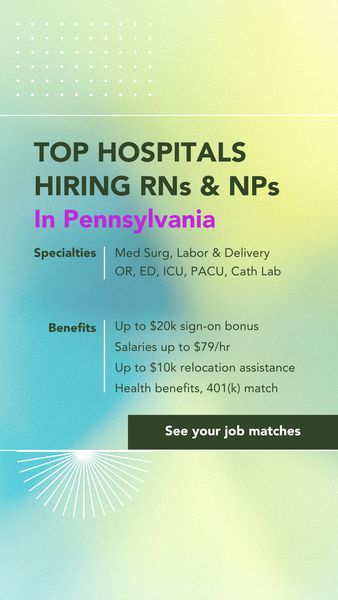 TOP HOSPITALS
HIRING RNs & NPs
In Pennsylvania
Specialties
Med Surg, Labor & Delivery
OR, ED, ICU, PACU, Cath Lab
Benefits
Up to $20k sign-on bonus
Salaries up to $79/hr
Up to $10k relocation assistance
Health benefits, 401(k) match
See your job matches